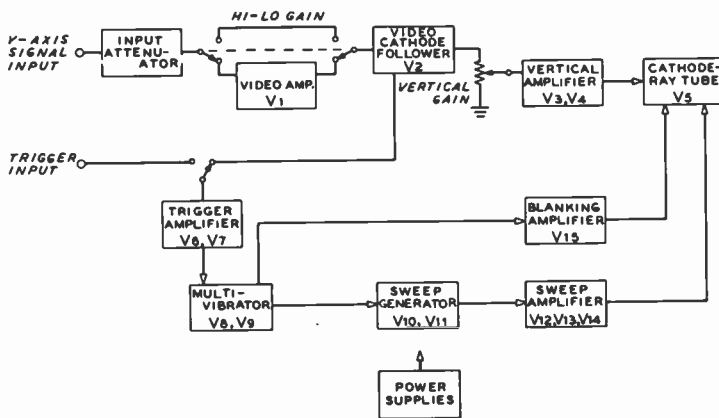 Y-AXIS
SIGNAL
INPUT
INPUT
ATTENU-
ATOR
HI-LO GAIN
VIDEO AMP.
V1
VIDEO
CATHODE
FOLLOWER
V2
VERTICAL
GAIN
VERTICAL
AMPLIFIER
V3, V4
CATHODE-
RAY TUBE
V5
TRIGGER
INPUT
TRIGGER
AMPLIFIER
V6, V7
BLANKING
AMPLIFIER
V15
MULTI-
VIBRATOR
V8, V9
SWEEP
GENERATOR
V10, V11
SWEEP
AMPLIFIER
V12, V13, V14
POWER
SUPPLIES